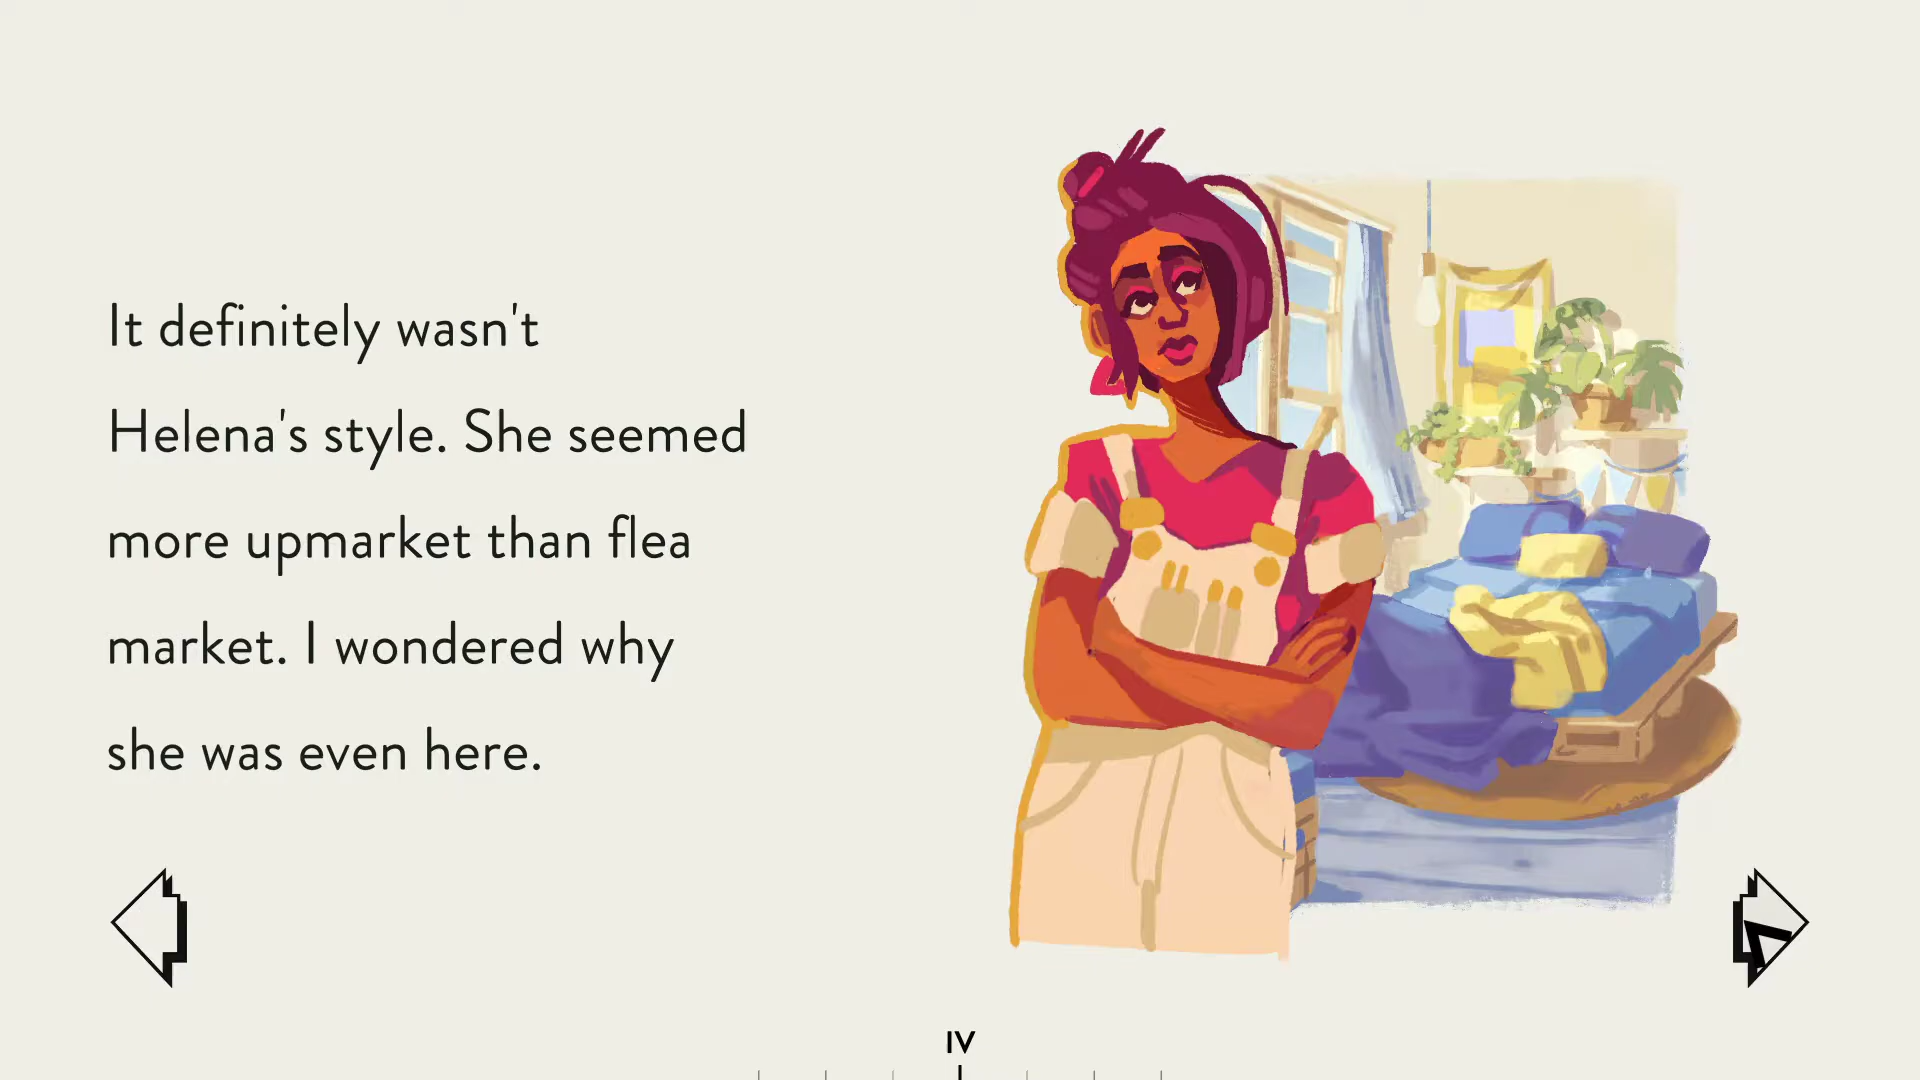 It definitely wasn't
Helena's style. She seemed
more upmarket than flea
market. I wondered why
she was even here.
IV